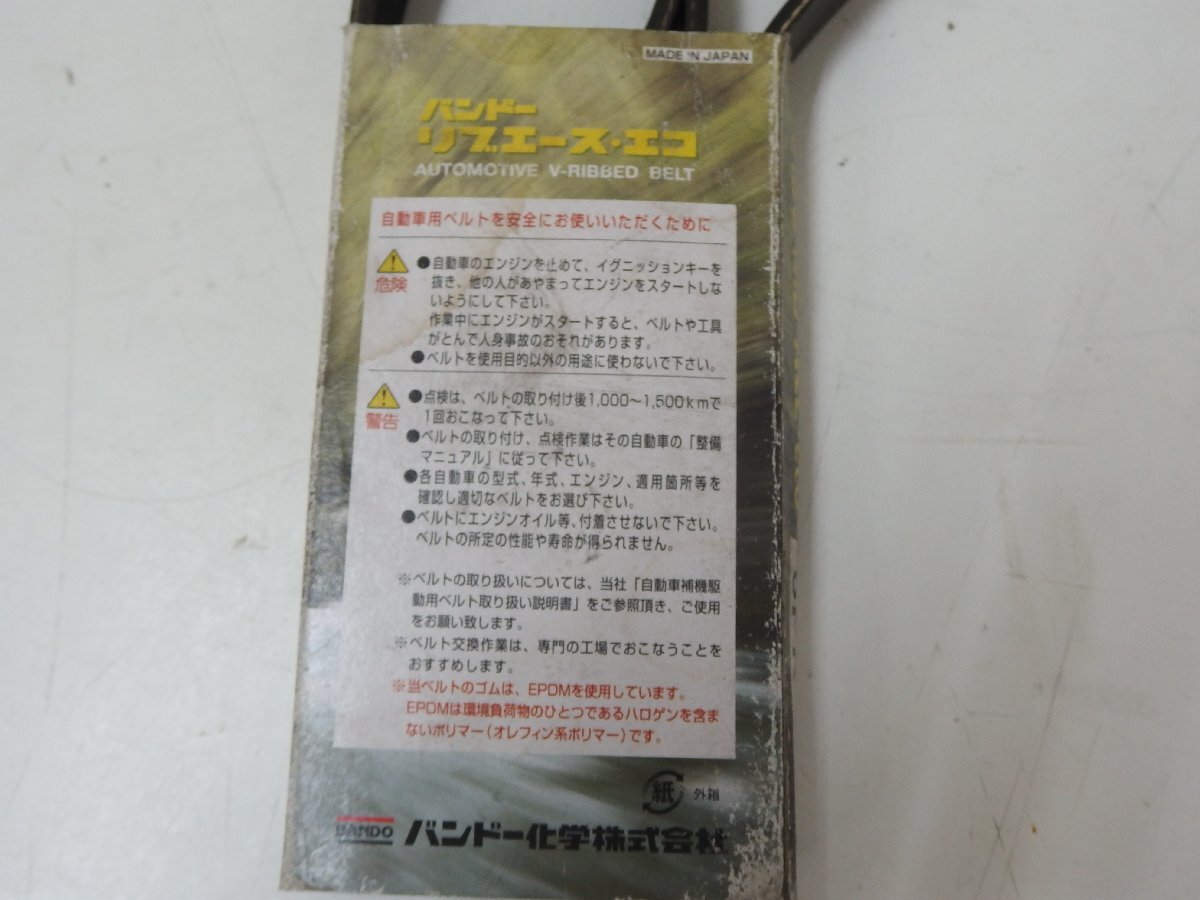 MADE IN JAPAN
バンドー
リブエース・エコ
AUTOMOTIVE V-RIBBED BELT
自動車用ベルトを安全にお使いいただくために
危険
●自動車のエンジンを止めて、イグニッションキーを
抜き、他の人があやまってエンジンをスタートしな
いようにして下さい。
作業中にエンジンがスタートすると、ベルトや工具
がとんで人身事故のおそれがあります。
●ベルトを使用目的以外の用途に使わないで下さい。
警告
●点検は、ベルトの取り付け後1,000〜1,500kmで
1回おこなって下さい。
●ベルトの取り付け、点検作業はその自動車の「整備
マニュアル」に従って下さい。
●各自動車の型式、年式、エンジン、適用箇所等を
確認し適切なベルトをお選び下さい。
●ベルトにエンジンオイル等、付着させないで下さい。
ベルトの所定の性能や寿命が得られません。
※ベルトの取り扱いについては、当社「自動車補機駆
動用ベルト取り扱い説明書」をご参照頂き、ご使用
をお願い致します。
※ベルト交換作業は、専門の工場でおこなうことを
おすすめします。
※当ベルトのゴムは、EPDMを使用しています。
EPDMは環境負荷物のひとつであるハロゲンを含ま
ないポリマー(オレフィン系ポリマー)です。
紙 外箱
BANDO バンドー化学株式会社